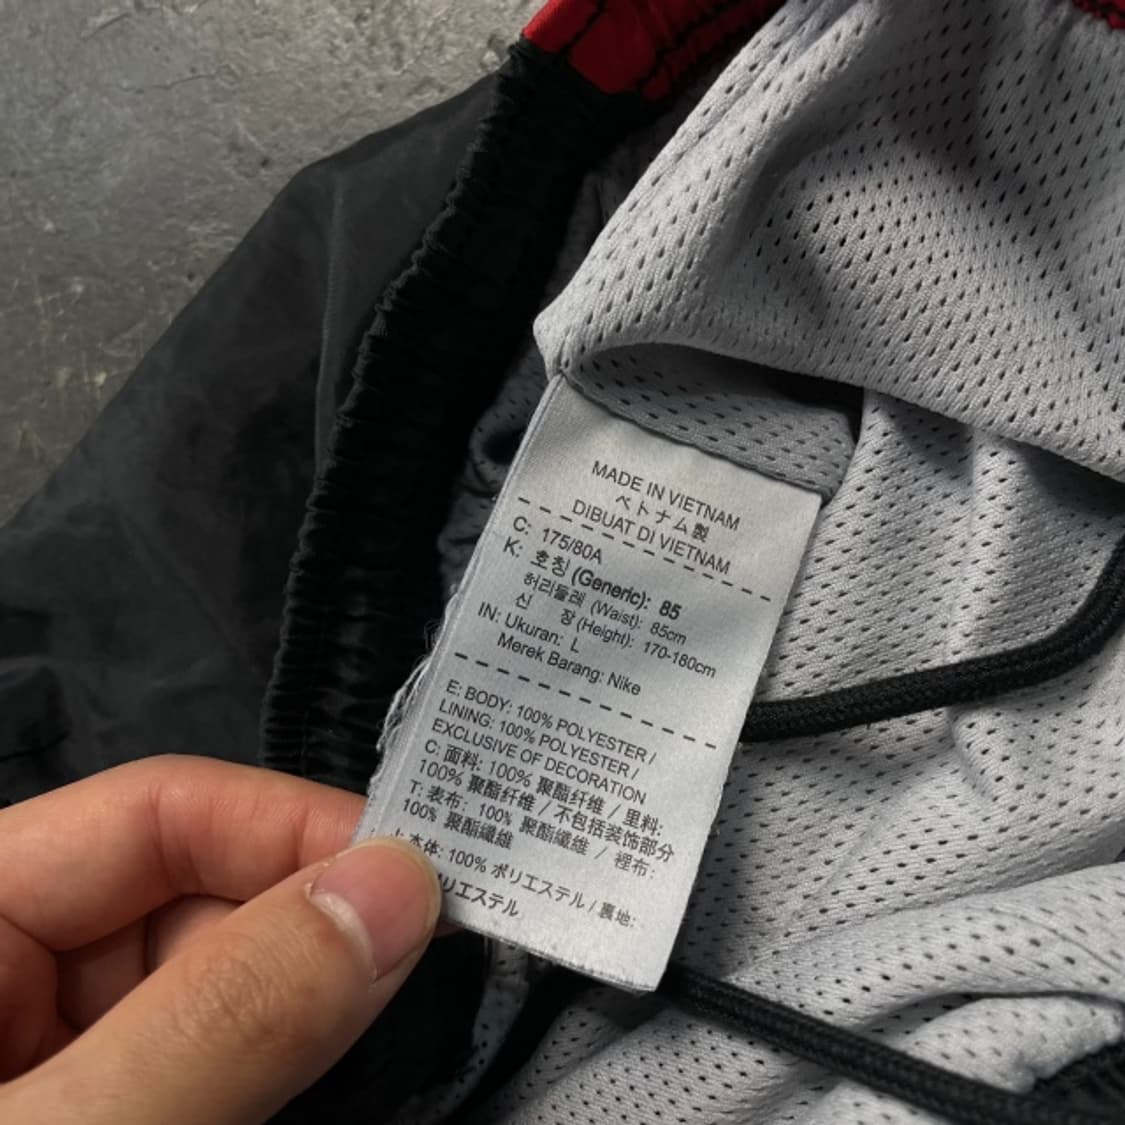 MADE IN VIETNAM
ベトナム製
DIBUAT DI VIETNAM
C: 175/80A
K: 호칭 (Generic): 85
허리둘레 (Waist): 85cm
신 장 (Height): 170-180cm
IN: Ukuran: L
Merek Barang: Nike
E: BODY: 100% POLYESTER /
LINING: 100% POLYESTER /
EXCLUSIVE OF DECORATION
C: 面料: 100% 聚酯纤维 / 里料:
100% 聚酯纤维 / 不包括装饰部分
T: 表布: 100% 聚酯纖維 / 裡布:
100% 聚酯纖維
本体: 100% ポリエステル / 裏地:
リエステル